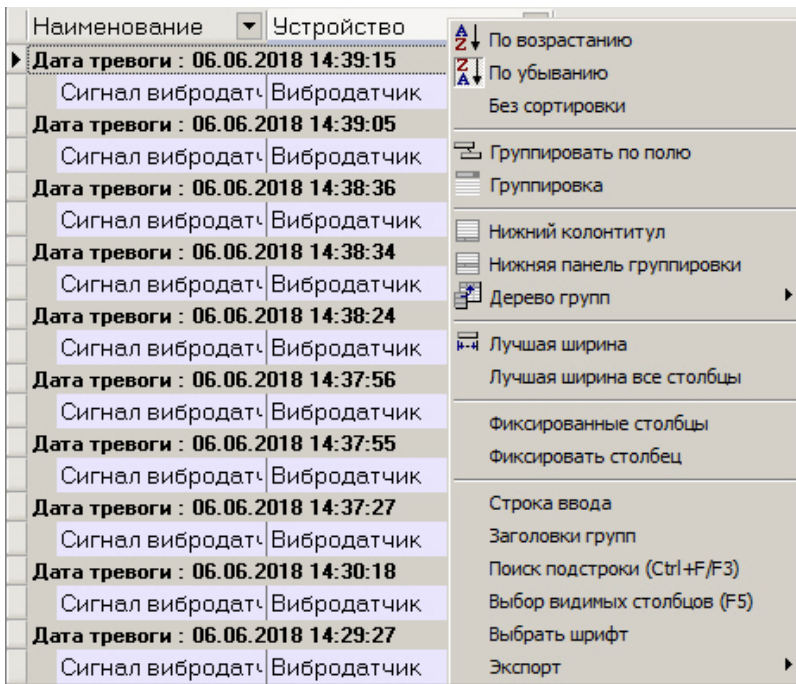 Наименование Устройство
Дата тревоги : 06.06.2018 14:39:15
Сигнал вибродатч Вибродатчик
Дата тревоги : 06.06.2018 14:39:05
Сигнал вибродатч Вибродатчик
Дата тревоги : 06.06.2018 14:38:36
Сигнал вибродатч Вибродатчик
Дата тревоги : 06.06.2018 14:38:34
Сигнал вибродатч Вибродатчик
Дата тревоги : 06.06.2018 14:38:24
Сигнал вибродатч Вибродатчик
Дата тревоги : 06.06.2018 14:37:56
Сигнал вибродатч Вибродатчик
Дата тревоги : 06.06.2018 14:37:55
Сигнал вибродатч Вибродатчик
Дата тревоги : 06.06.2018 14:37:27
Сигнал вибродатч Вибродатчик
Дата тревоги : 06.06.2018 14:30:18
Сигнал вибродатч Вибродатчик
Дата тревоги : 06.06.2018 14:29:27
Сигнал вибродатч Вибродатчик
По возрастанию
По убыванию
Без сортировки
Группировать по полю
Группировка
Нижний колонтитул
Нижняя панель группировки
Дерево групп
Лучшая ширина
Лучшая ширина все столбцы
Фиксированные столбцы
Фиксировать столбец
Строка ввода
Заголовки групп
Поиск подстроки (Ctrl+F/F3)
Выбор видимых столбцов (F5)
Выбрать шрифт
Экспорт